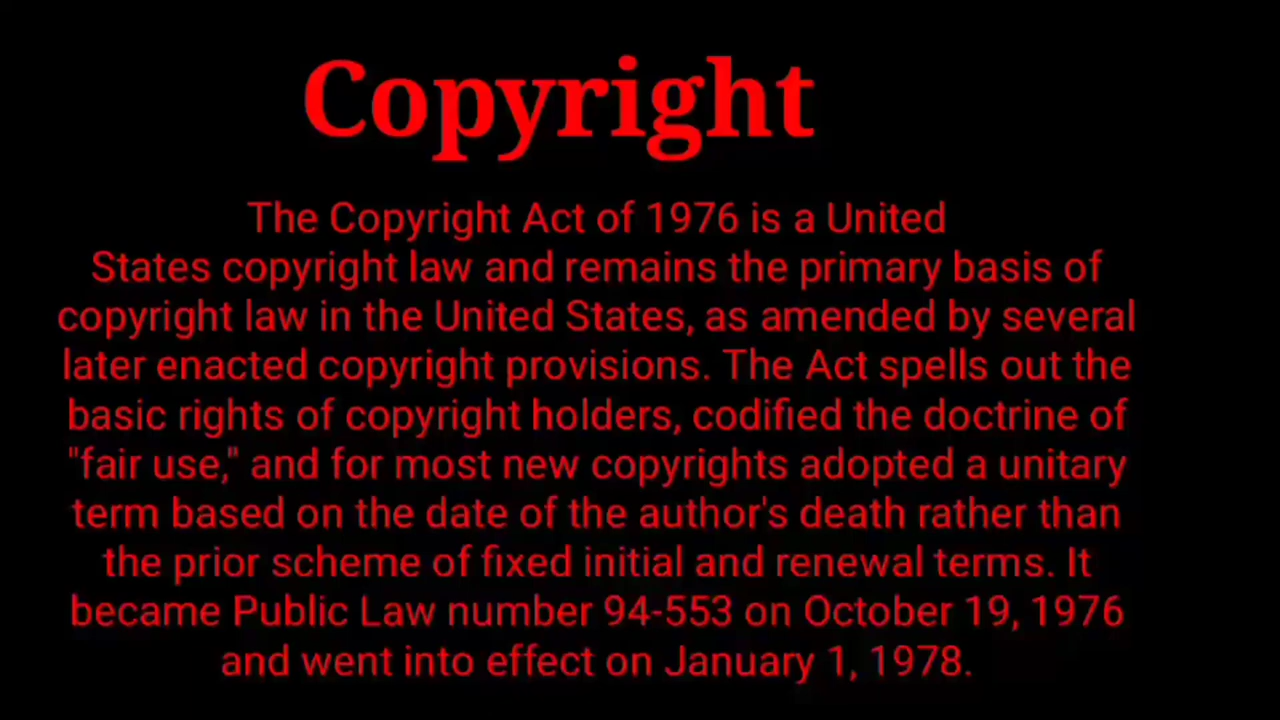 Copyright
The Copyright Act of 1976 is a United
States copyright law and remains the primary basis of
copyright law in the United States, as amended by several
later enacted copyright provisions. The Act spells out the
basic rights of copyright holders, codified the doctrine of
"fair use," and for most new copyrights adopted a unitary
term based on the date of the author's death rather than
the prior scheme of fixed initial and renewal terms. It
became Public Law number 94-553 on October 19, 1976
and went into effect on January 1, 1978.